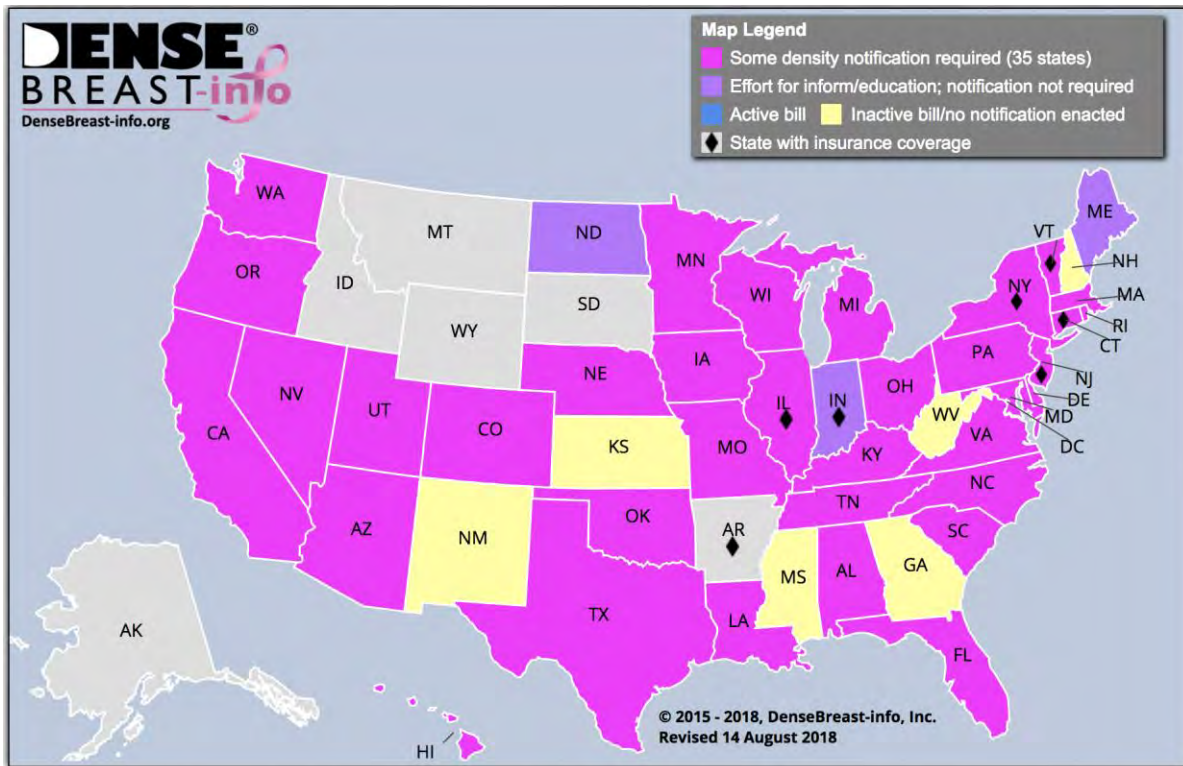 DENSE®
BREAST-info
DenseBreast-info.org
Map Legend
Some density notification required (35 states)
Effort for inform/education; notification not required
Active bill
Inactive bill/no notification enacted
State with insurance coverage
WA
MT
ND
MN
ME
VT
NH
OR
ID
WI
MI
NY
MA
SD
WY
RI
CT
IA
PA
NE
NJ
NV
OH
DE
UT
IL
IN
WV
MD
CA
CO
MO
VA
DC
KS
KY
NC
TN
AZ
OK
NM
AR
SC
MS
AL
GA
TX
LA
AK
FL
HI
© 2015 - 2018, DenseBreast-info, Inc.
Revised 14 August 2018